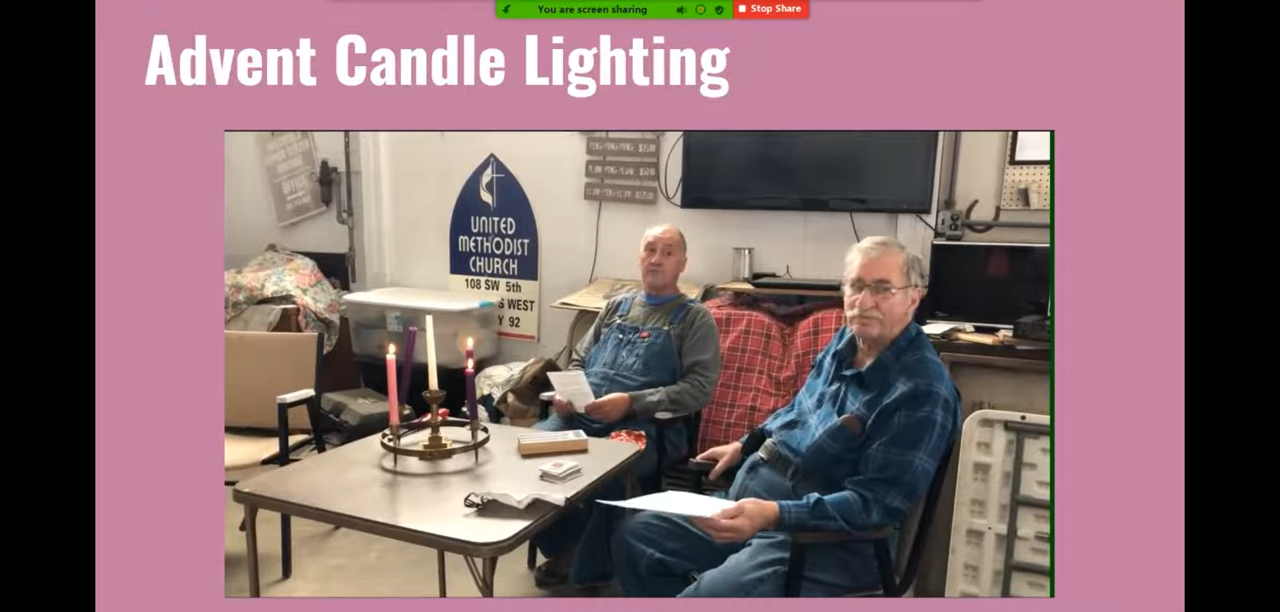 You are screen sharing
Stop Share
Advent Candle Lighting
UNITED
METHODIST
CHURCH
108 SW 5th
S WEST
Y 92